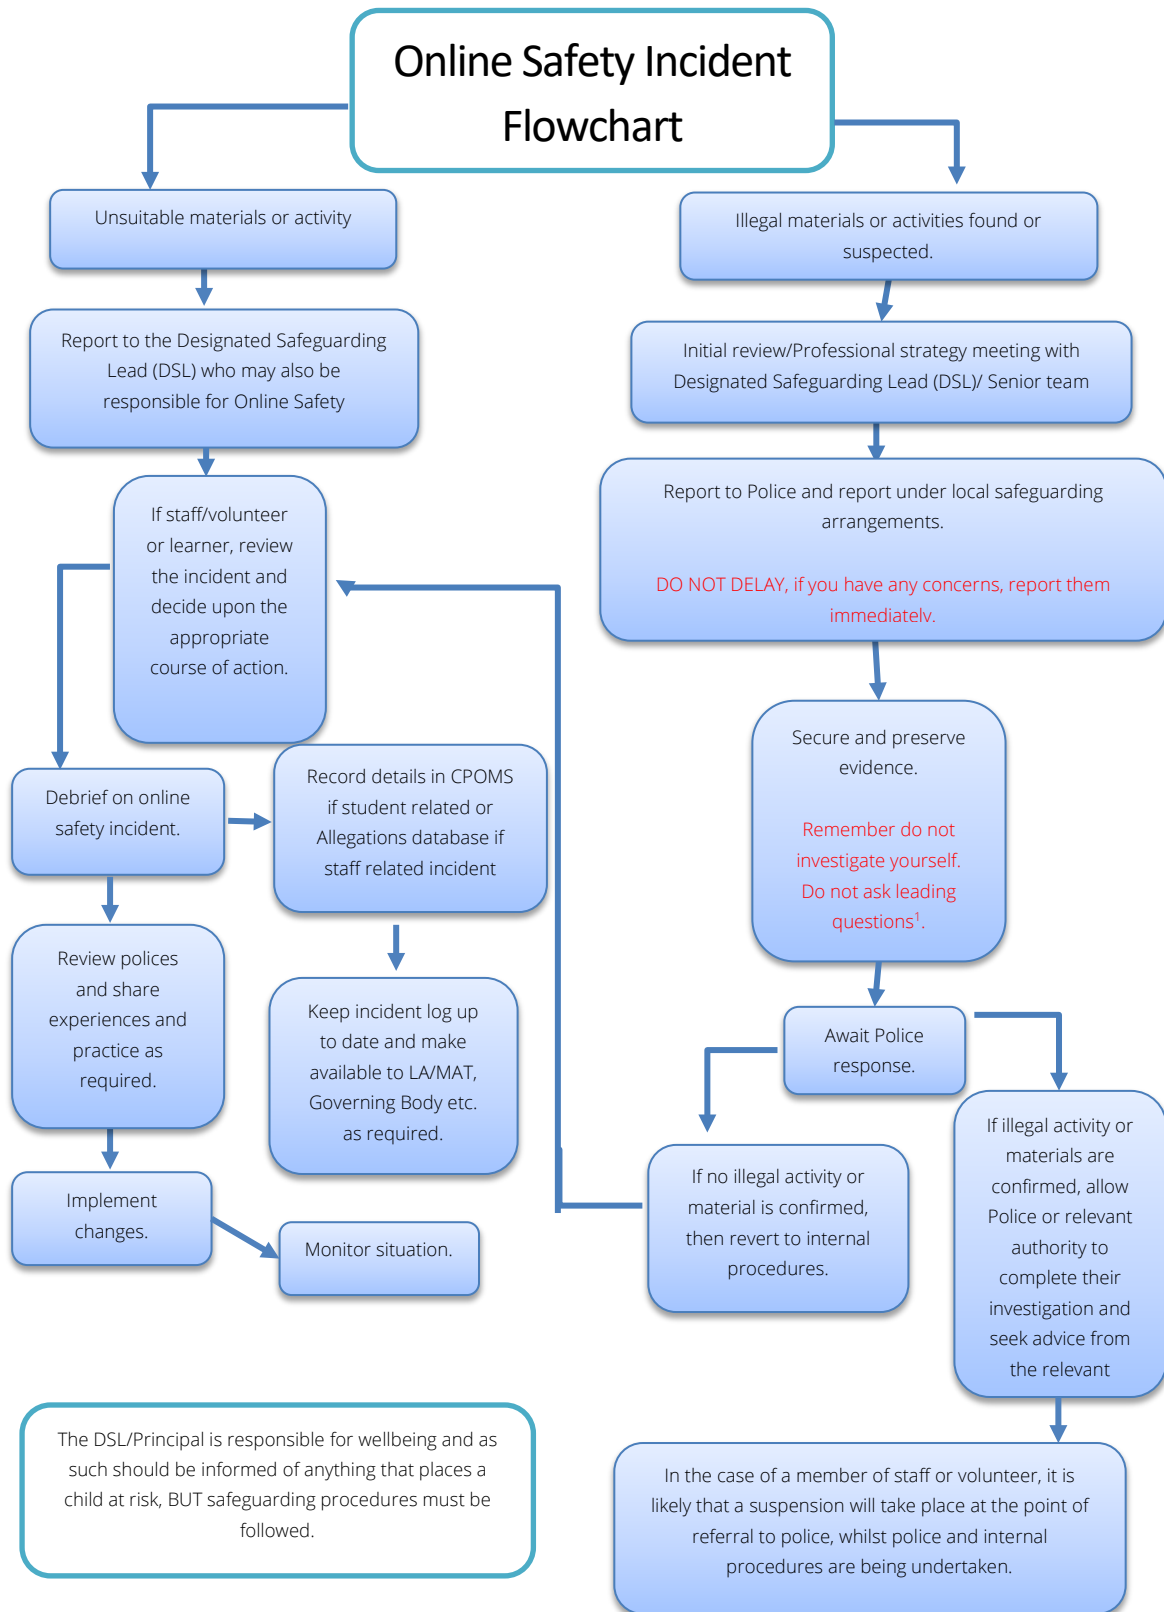 Online Safety Incident
Flowchart
Unsuitable materials or activity
Report to the Designated Safeguarding
Lead (DSL) who may also be
responsible for Online Safety
If staff/volunteer
or learner, review
the incident and
decide upon the
appropriate
course of action.
Debrief on online
safety incident.
Record details in CPOMS
if student related or
Allegations database if
staff related incident
Review polices
and share
experiences and
practice as
required.
Keep incident log up
to date and make
available to LA/MAT,
Governing Body etc.
as required.
Implement
changes.
Monitor situation.
Illegal materials or activities found or
suspected.
Initial review/Professional strategy meeting with
Designated Safeguarding Lead (DSL)/ Senior team
Report to Police and report under local safeguarding
arrangements.
DO NOT DELAY, if you have any concerns, report them
immediately.
Secure and preserve
evidence.
Remember do not
investigate yourself.
Do not ask leading
questions¹.
Await Police
response.
If no illegal activity or
material is confirmed,
then revert to internal
procedures.
If illegal activity or
materials are
confirmed, allow
Police or relevant
authority to
complete their
investigation and
seek advice from
the relevant
In the case of a member of staff or volunteer, it is
likely that a suspension will take place at the point of
referral to police, whilst police and internal
procedures are being undertaken.
The DSL/Principal is responsible for wellbeing and as
such should be informed of anything that places a
child at risk, BUT safeguarding procedures must be
followed.